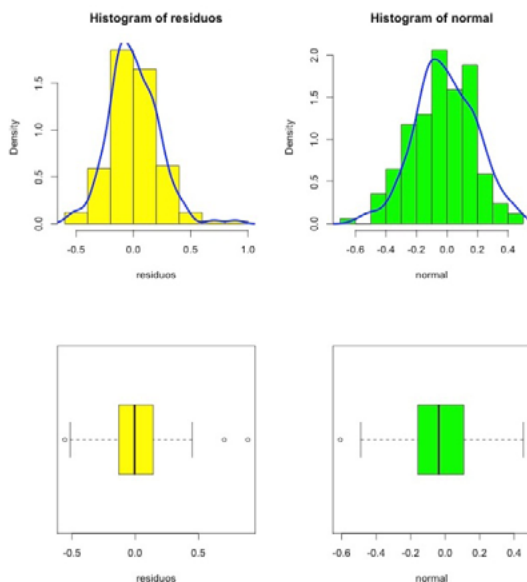 Histogram of residuos
Density
0.0 0.5 1.0 1.5
-0.5 0.0 0.5 1.0
residuos
Histogram of normal
Density
0.0 0.5 1.0 1.5 2.0
-0.6 -0.2 0.0 0.2 0.4
normal
-0.5 0.0 0.5
residuos
-0.6 -0.4 -0.2 0.0 0.2 0.4
normal